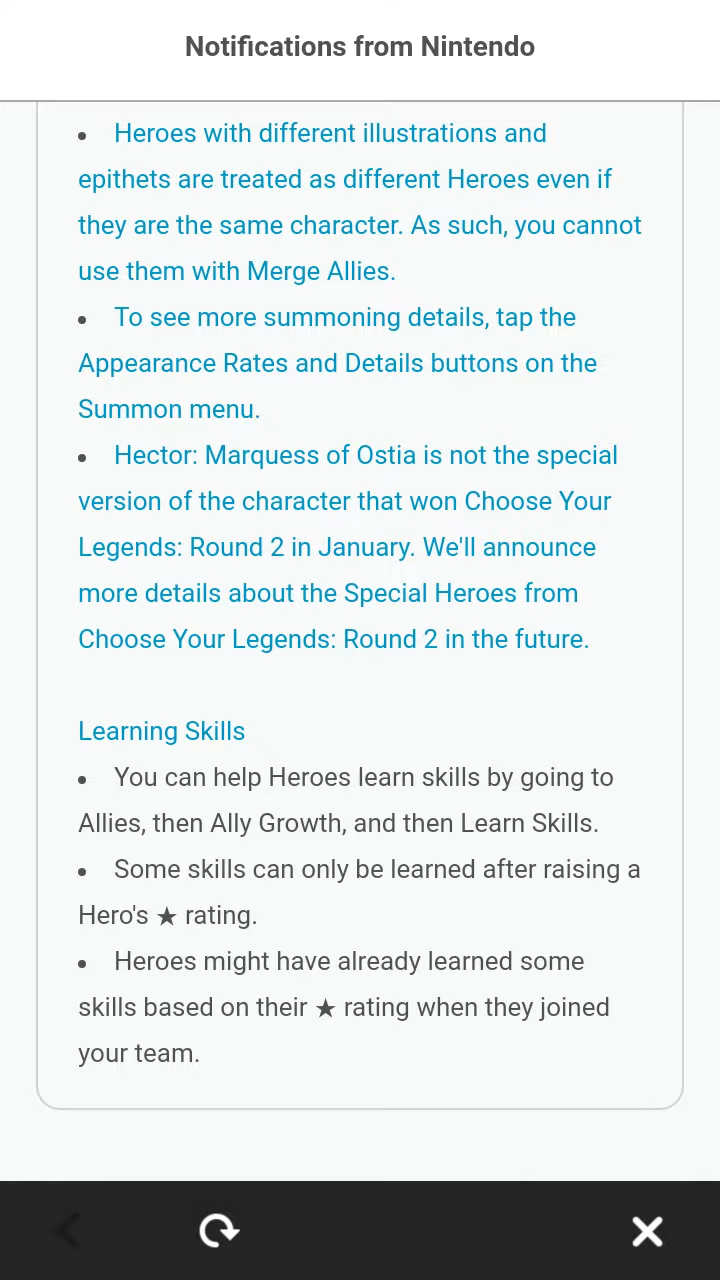 Notifications from Nintendo
• Heroes with different illustrations and
epithets are treated as different Heroes even if
they are the same character. As such, you cannot
use them with Merge Allies.
• To see more summoning details, tap the
Appearance Rates and Details buttons on the
Summon menu.
• Hector: Marquess of Ostia is not the special
version of the character that won Choose Your
Legends: Round 2 in January. We'll announce
more details about the Special Heroes from
Choose Your Legends: Round 2 in the future.
Learning Skills
• You can help Heroes learn skills by going to
Allies, then Ally Growth, and then Learn Skills.
• Some skills can only be learned after raising a
Hero's ★ rating.
• Heroes might have already learned some
skills based on their ★ rating when they joined
your team.